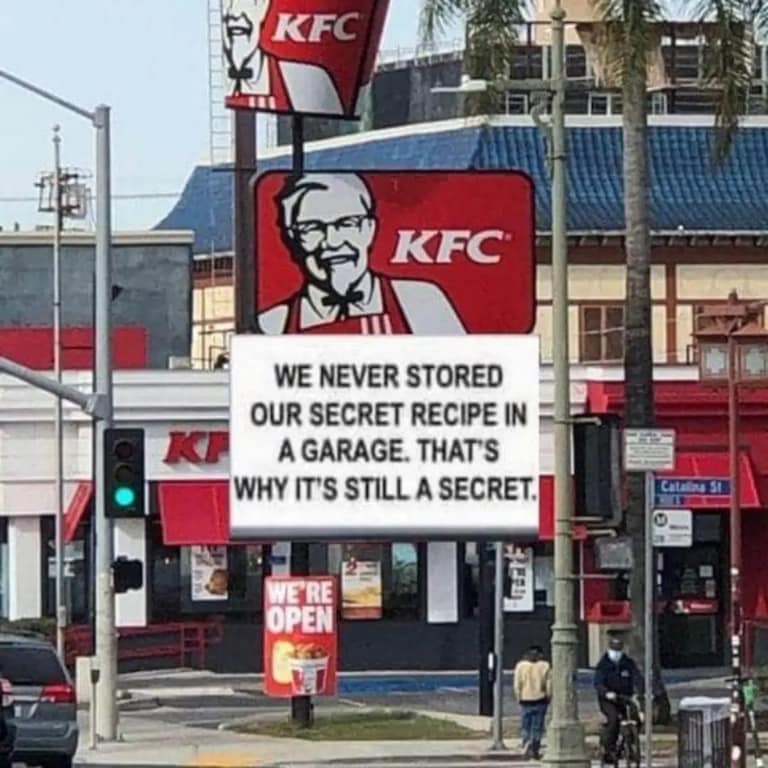 KFC
KFC
WE NEVER STORED
OUR SECRET RECIPE IN
A GARAGE. THAT'S
WHY IT'S STILL A SECRET.
KF
Catalina St
M
WE'RE
OPEN